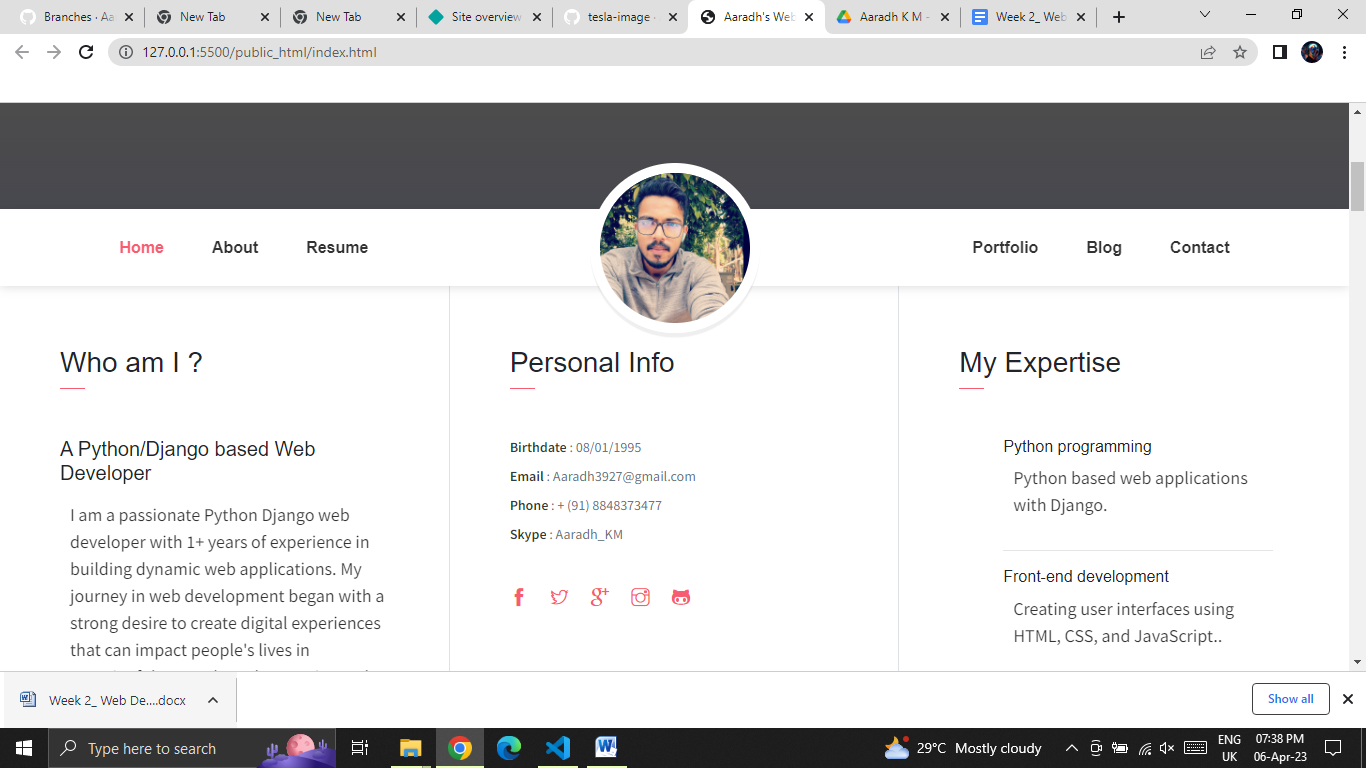 Branches · Aa
New Tab
New Tab
Site overview
tesla-image ·
Aaradh's Web
Aaradh K M -
Week 2_ Web
127.0.0.1:5500/public_html/index.html
Home
About
Resume
Portfolio
Blog
Contact
Who am I ?
A Python/Django based Web
Developer
I am a passionate Python Django web
developer with 1+ years of experience in
building dynamic web applications. My
journey in web development began with a
strong desire to create digital experiences
that can impact people's lives in
Personal Info
Birthdate : 08/01/1995
Email : Aaradh3927@gmail.com
Phone : + (91) 8848373477
Skype : Aaradh_KM
My Expertise
Python programming
Python based web applications
with Django.
Front-end development
Creating user interfaces using
HTML, CSS, and JavaScript..
Week 2_ Web De....docx
Show all
Type here to search
29°C Mostly cloudy
ENG
UK
07:38 PM
06-Apr-23